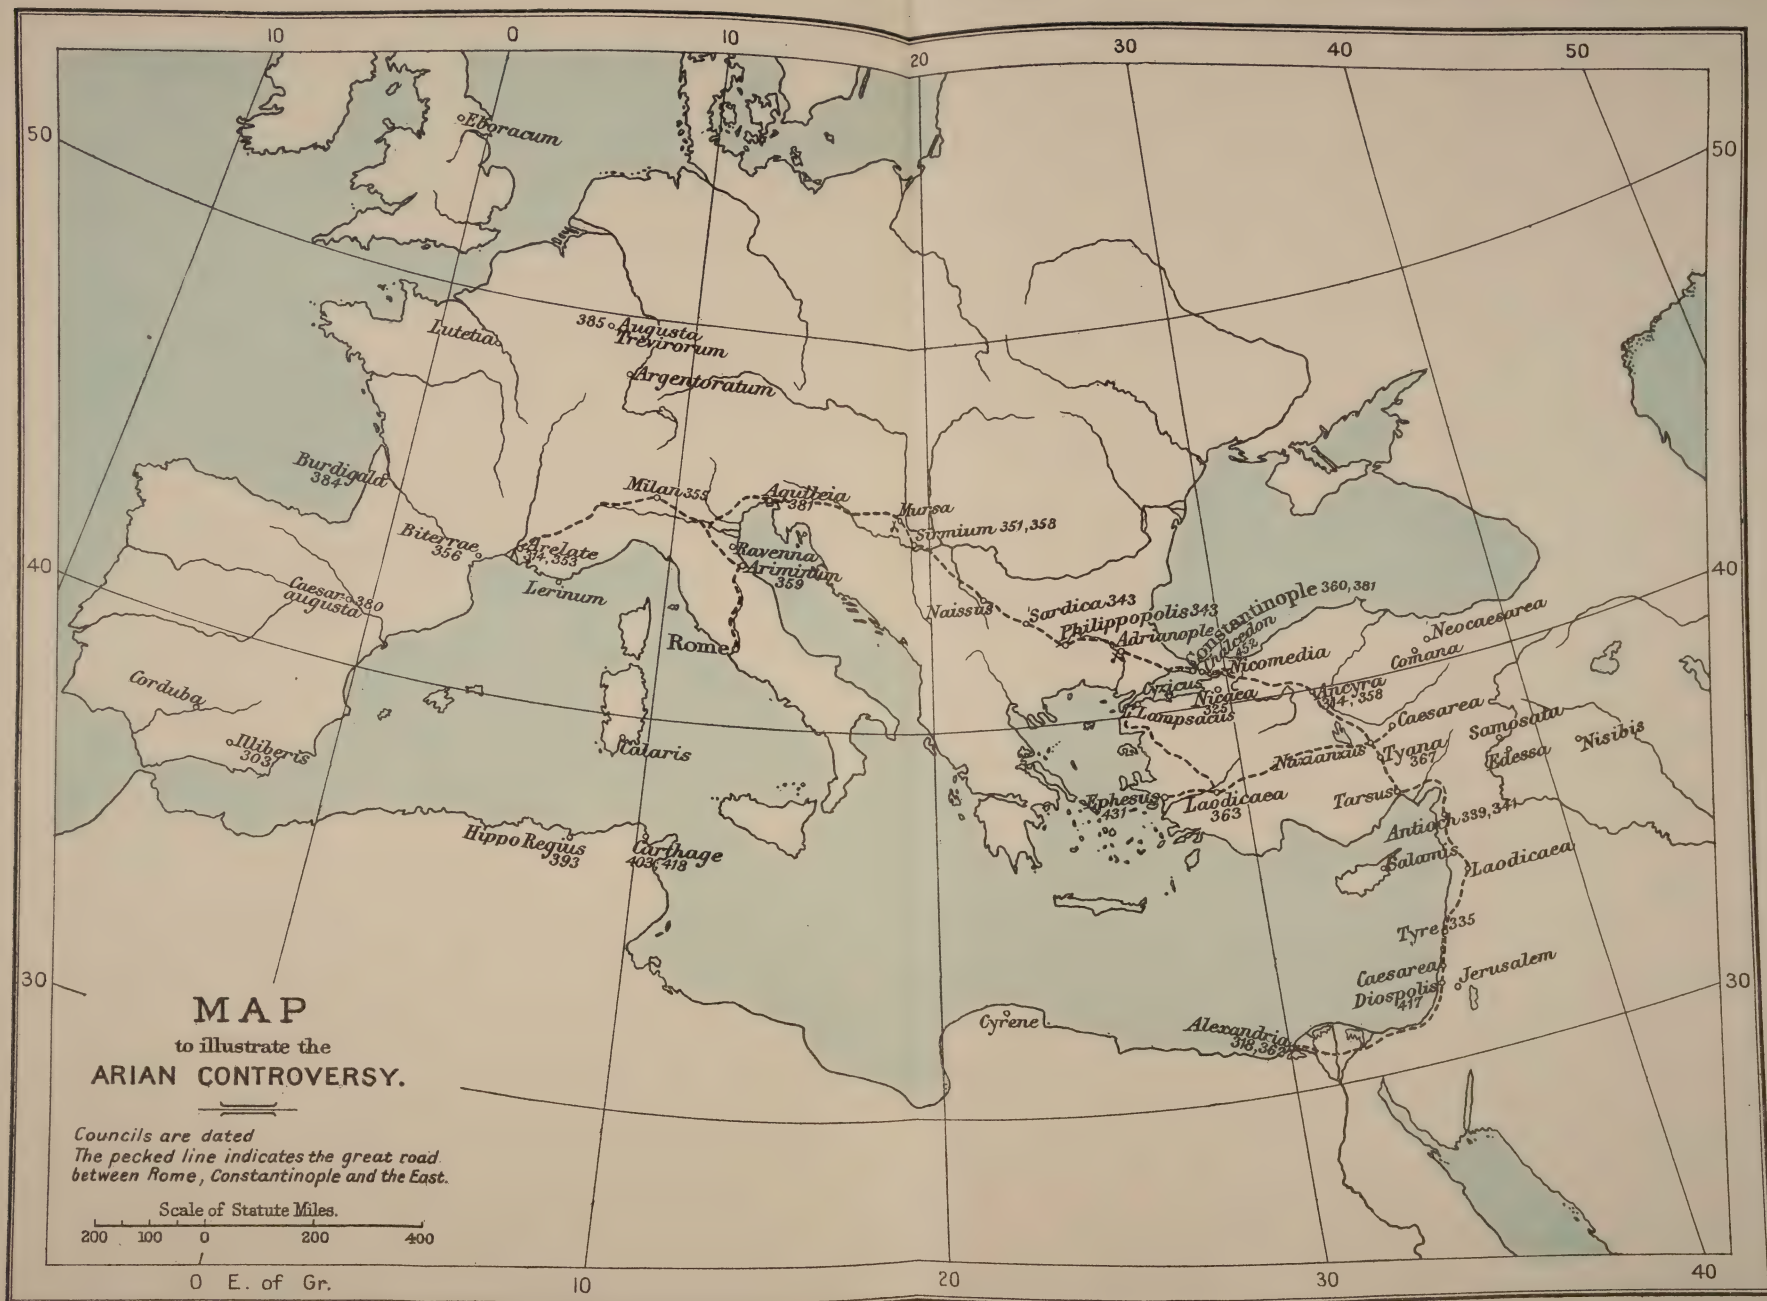 10
0
10
20
30
40
50
50
50
40
40
30
30
Eboracum
Lutetia
385 Augusta
Trevirorum
Argentoratum
Burdigala
384
Milan 355
Aquileia
381
Mursa
Sirmium 351,358
Biterrae
356
Arelate
314,353
Ravenna
Ariminum
359
Lerinum
Caesar- 380
augusta
Naissus
Sardica 343
Philippopolis 343
Adrianople
Constantinople 360,381
Chalcedon
452
Nicomedia
Neocaesarea
Comana
Rome
Corduba
Illiberis
303
Calaris
Cyzicus
Nicaea
325
Lampsacus
Ancyra
314,358
Caesarea
Samosata
Edessa
Nisibis
Nazianzus
Tyana
367
Ephesus
431
Laodicaea
363
Tarsus
Antioch 339,341
Hippo Regius
393
Carthage
403,418
Salamis
Laodicaea
Tyre 335
Caesarea
Diospolis
417
Jerusalem
Cyrene
Alexandria
318,362
MAP
to illustrate the
ARIAN CONTROVERSY.
Councils are dated
The pecked line indicates the great road
between Rome, Constantinople and the East.
Scale of Statute Miles.
200 100 0 200 400
0 E. of Gr.
10
20
30
40